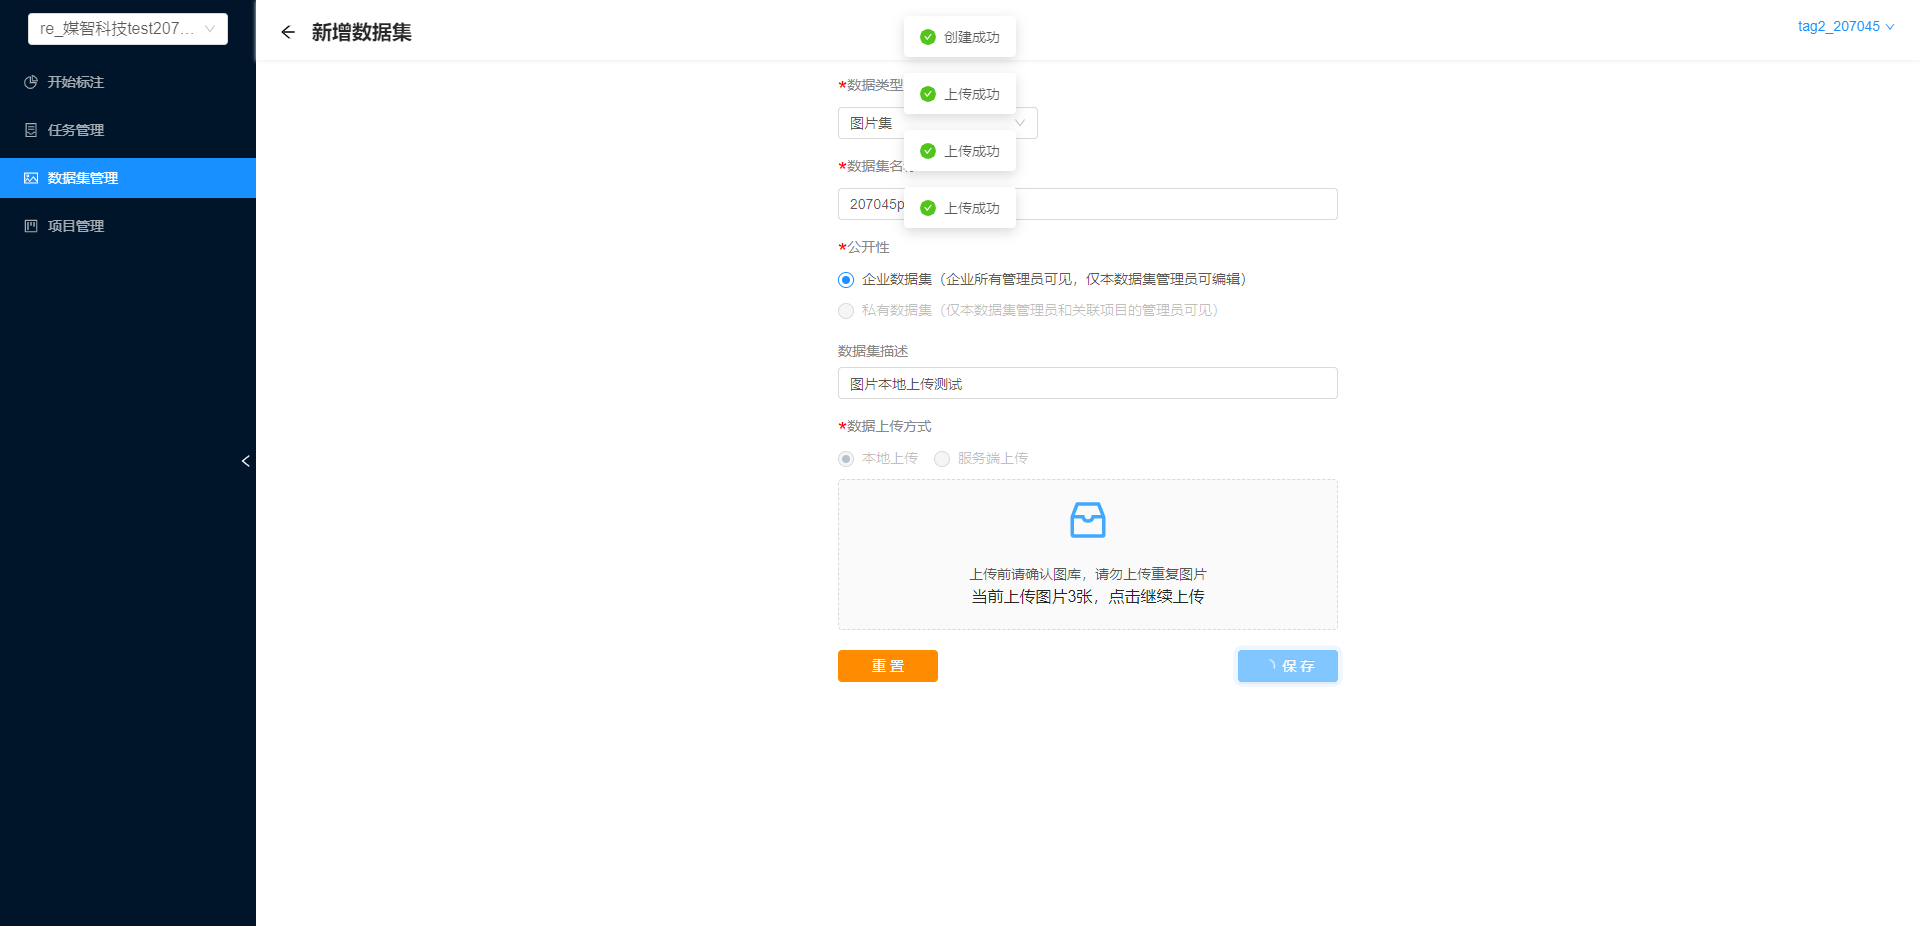 re_媒智科技test207...
开始标注
任务管理
数据集管理
项目管理
新增数据集
tag2_207045
创建成功
上传成功
上传成功
上传成功
*数据类型
图片集
*数据集名
207045p
*公开性
企业数据集（企业所有管理员可见，仅本数据集管理员可编辑）
私有数据集（仅本数据集管理员和关联项目的管理员可见）
数据集描述
图片本地上传测试
*数据上传方式
本地上传 服务端上传
上传前请确认图库，请勿上传重复图片
当前上传图片3张，点击继续上传
重 置
保 存